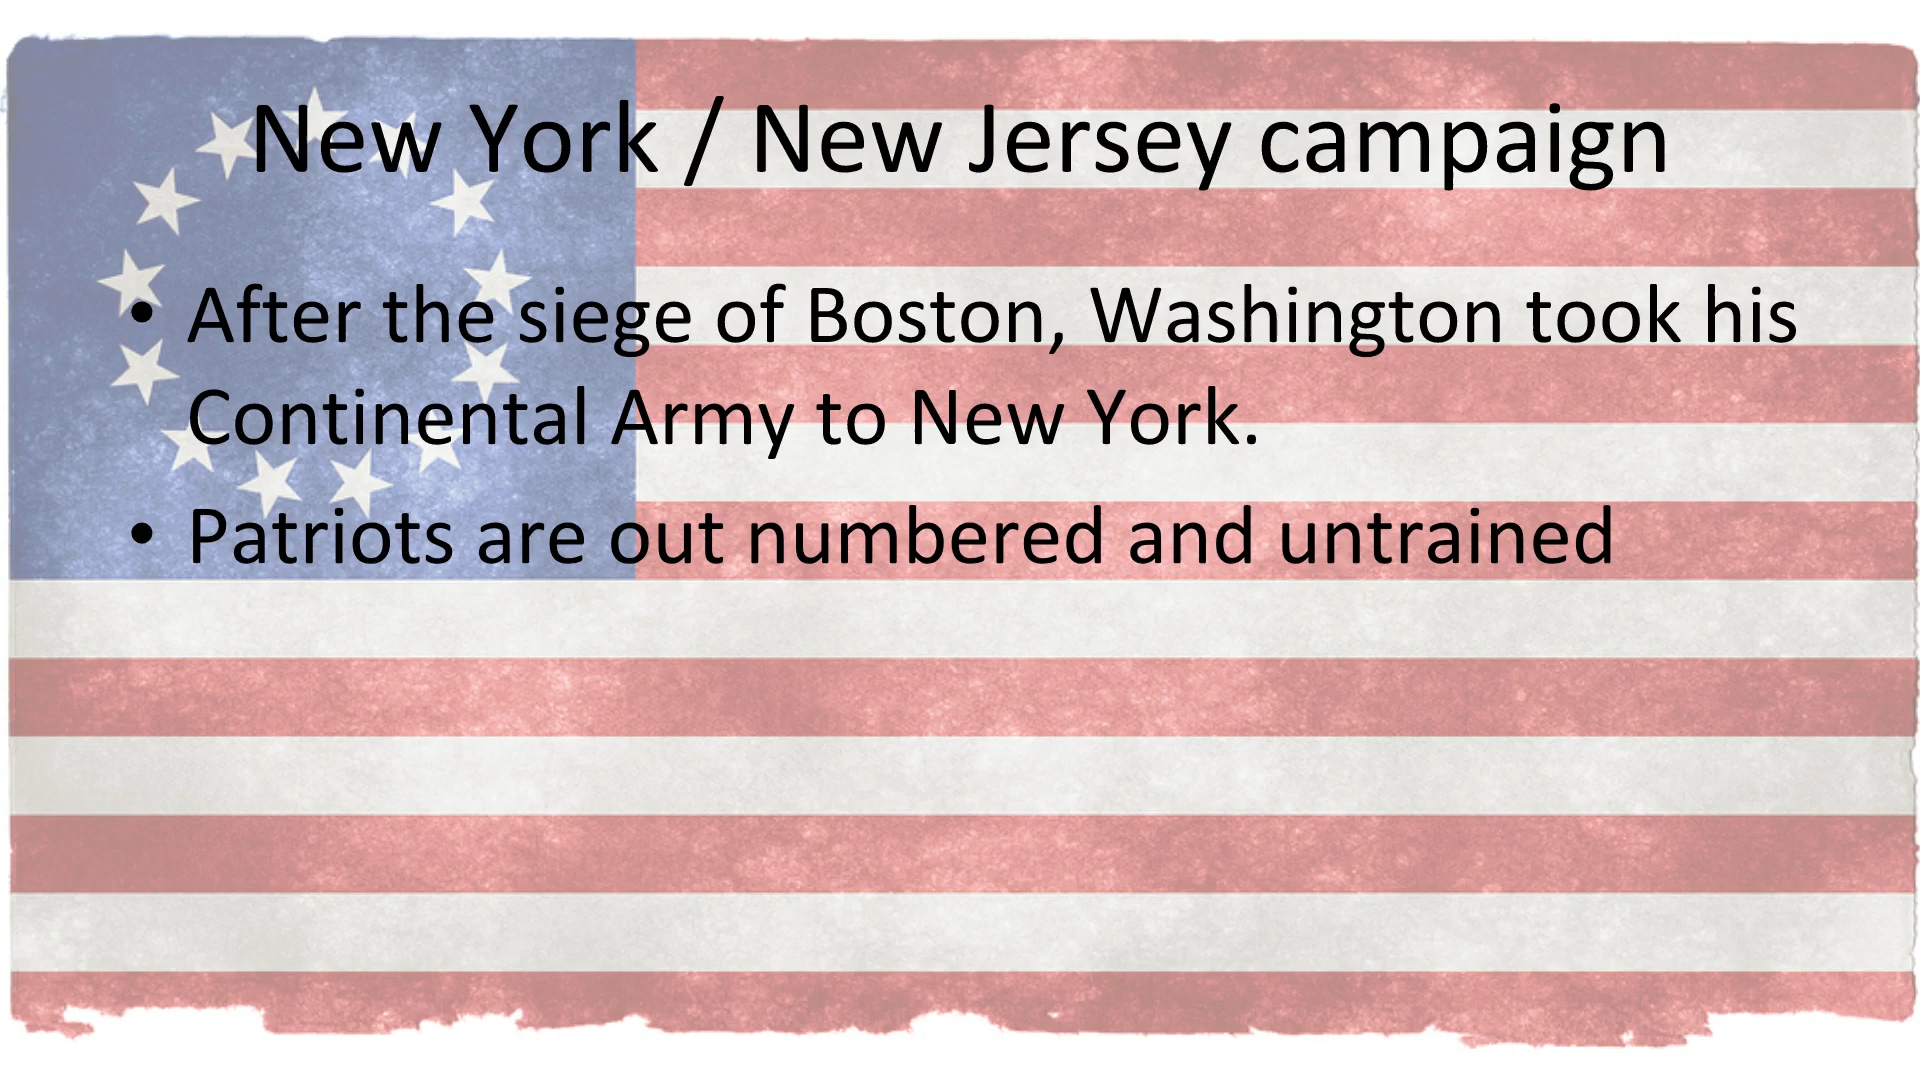 New York / New Jersey campaign
• After the siege of Boston, Washington took his
Continental Army to New York.
• Patriots are out numbered and untrained